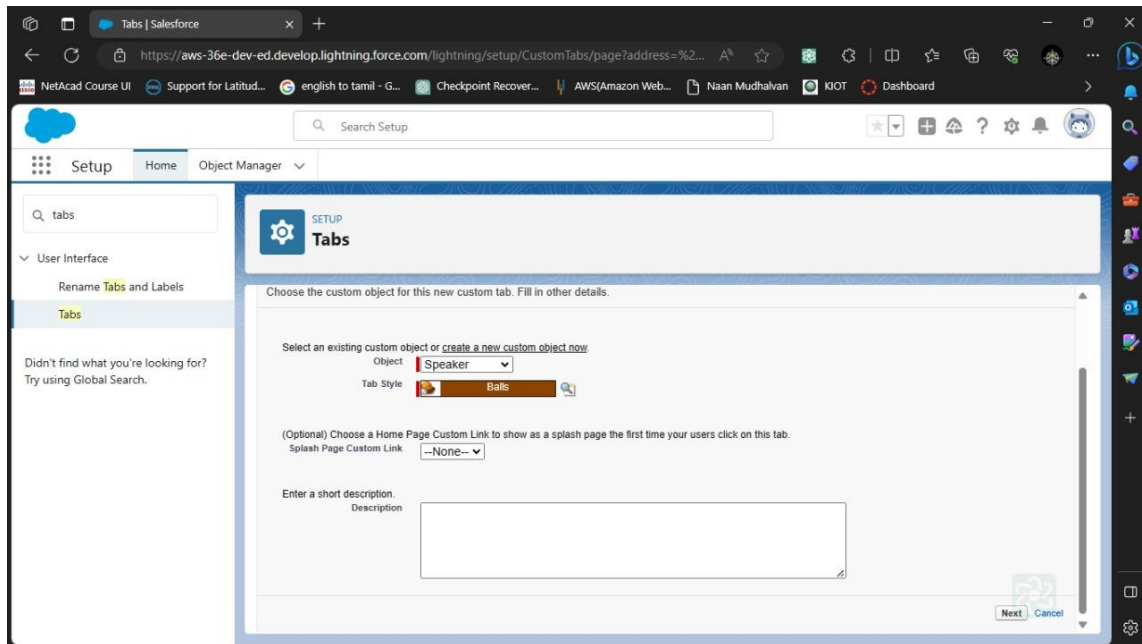 Tabs | Salesforce
https://aws-36e-dev-ed.develop.lightning.force.com/lightning/setup/CustomTabs/page?address=%2...
NetAcad Course UI
Support for Latitud...
english to tamil - G...
Checkpoint Recover...
AWS(Amazon Web...
Naan Mudhalvan
KIOT
Dashboard
Search Setup
Setup
Home
Object Manager
tabs
SETUP
Tabs
User Interface
Rename Tabs and Labels
Tabs
Didn't find what you're looking for?
Try using Global Search.
Choose the custom object for this new custom tab. Fill in other details.
Select an existing custom object or create a new custom object now.
Object Speaker
Tab Style Balls
(Optional) Choose a Home Page Custom Link to show as a splash page the first time your users click on this tab.
Splash Page Custom Link --None--
Enter a short description.
Description
Next Cancel